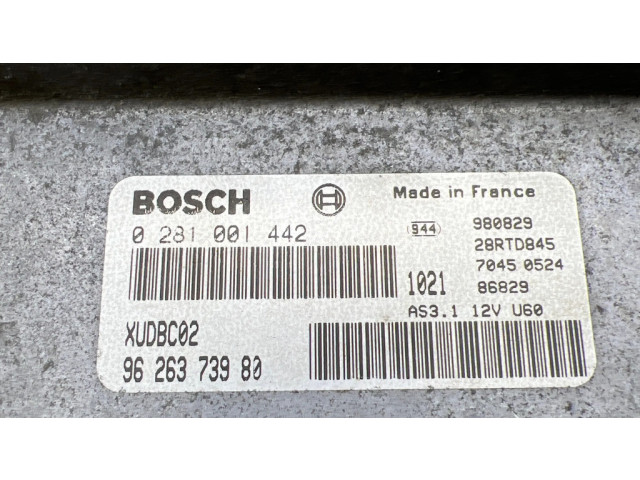 BOSCH Made in France
0 281 001 442 944 980829
28RTD845
7045 0524
1021 86829
AS3.1 12V U60
XUDBC02
96 263 739 80